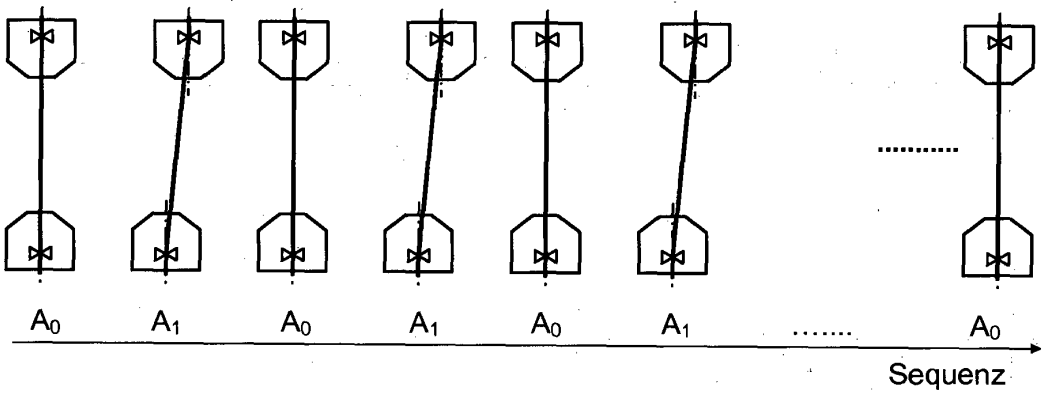 A₀ A₁ A₀ A₁ A₀ A₁ ....... A₀
Sequenz